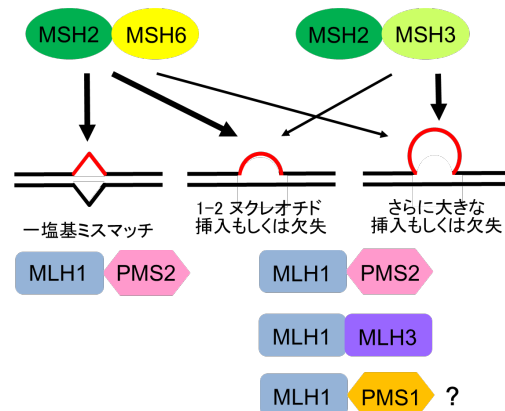 MSH2 MSH6 MSH2 MSH3
一塩基ミスマッチ
1-2 ヌクレオチド
挿入もしくは欠失
さらに大きな
挿入もしくは欠失
MLH1 PMS2
MLH1 PMS2
MLH1 MLH3
MLH1 PMS1 ?